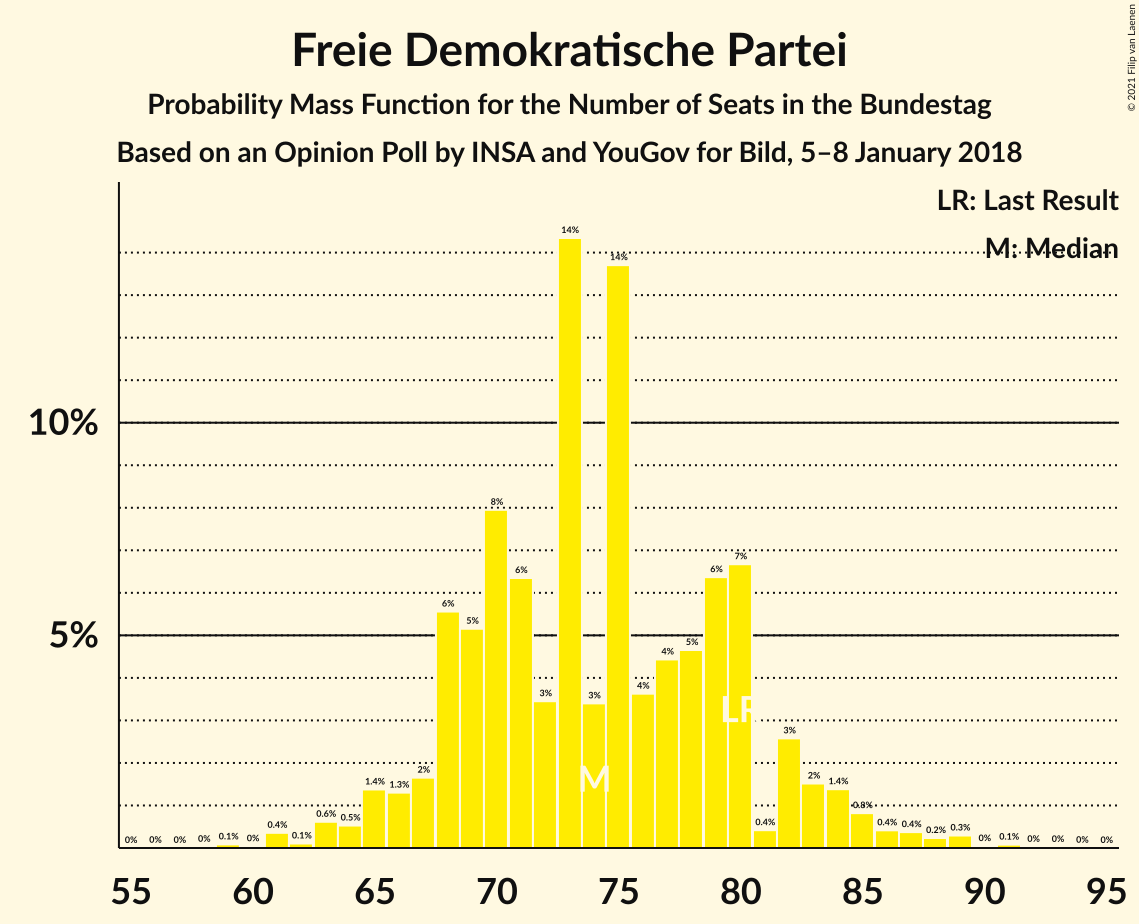 © 2021 Filip van Laenen
Freie Demokratische Partei
Probability Mass Function for the Number of Seats in the Bundestag
Based on an Opinion Poll by INSA and YouGov for Bild, 5–8 January 2018
LR: Last Result
M: Median
10%
5%
0% 0% 0% 0% 0.1% 0% 0.4% 0.1% 0.6% 0.5% 1.4% 1.3% 2% 6% 5% 8% 6% 3% 14% 3% 14% 4% 4% 5% 6% 7% 0.4% 3% 2% 1.4% 0.8% 0.4% 0.4% 0.2% 0.3% 0% 0.1% 0% 0% 0% 0%
LR
M
55 60 65 70 75 80 85 90 95